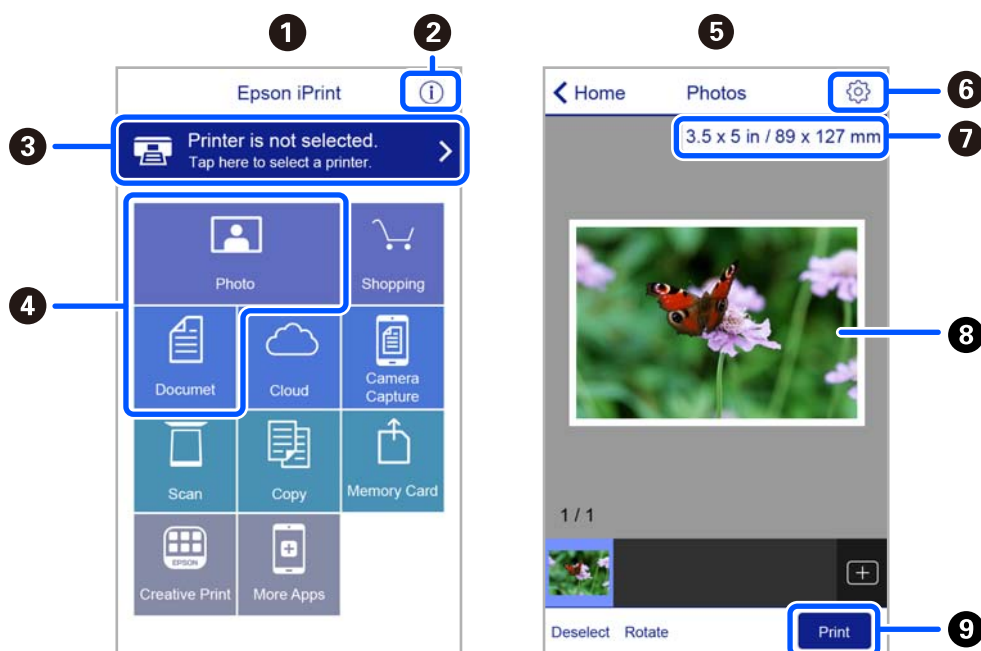 1
2
Epson iPrint
i
3
Printer is not selected.
Tap here to select a printer.
4
Photo
Shopping
Documet
Cloud
Camera
Capture
Scan
Copy
Memory Card
EPSON
Creative Print
More Apps
5
Home
Photos
6
3.5 x 5 in / 89 x 127 mm
7
8
1 / 1
Deselect
Rotate
Print
9